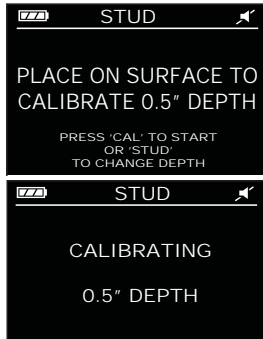 STUD
PLACE ON SURFACE TO
CALIBRATE 0.5″ DEPTH
PRESS ‘CAL’ TO START
OR ‘STUD’
TO CHANGE DEPTH
STUD
CALIBRATING
0.5″ DEPTH